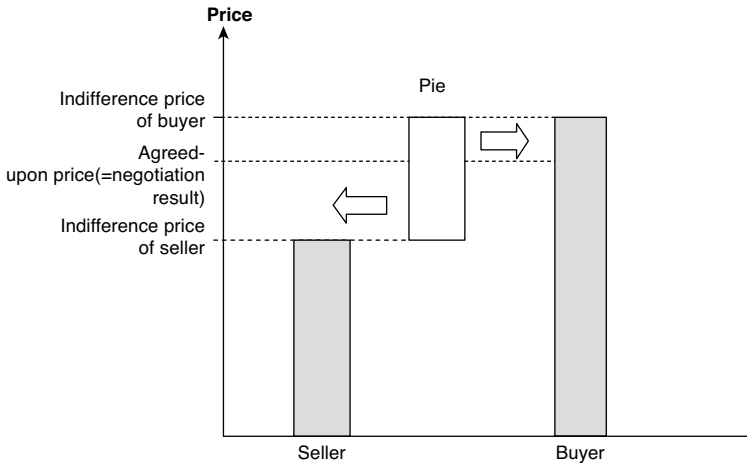 Price
Pie
Indifference price
of buyer
Agreed-
upon price(=negotiation
result)
Indifference price
of seller
Seller
Buyer